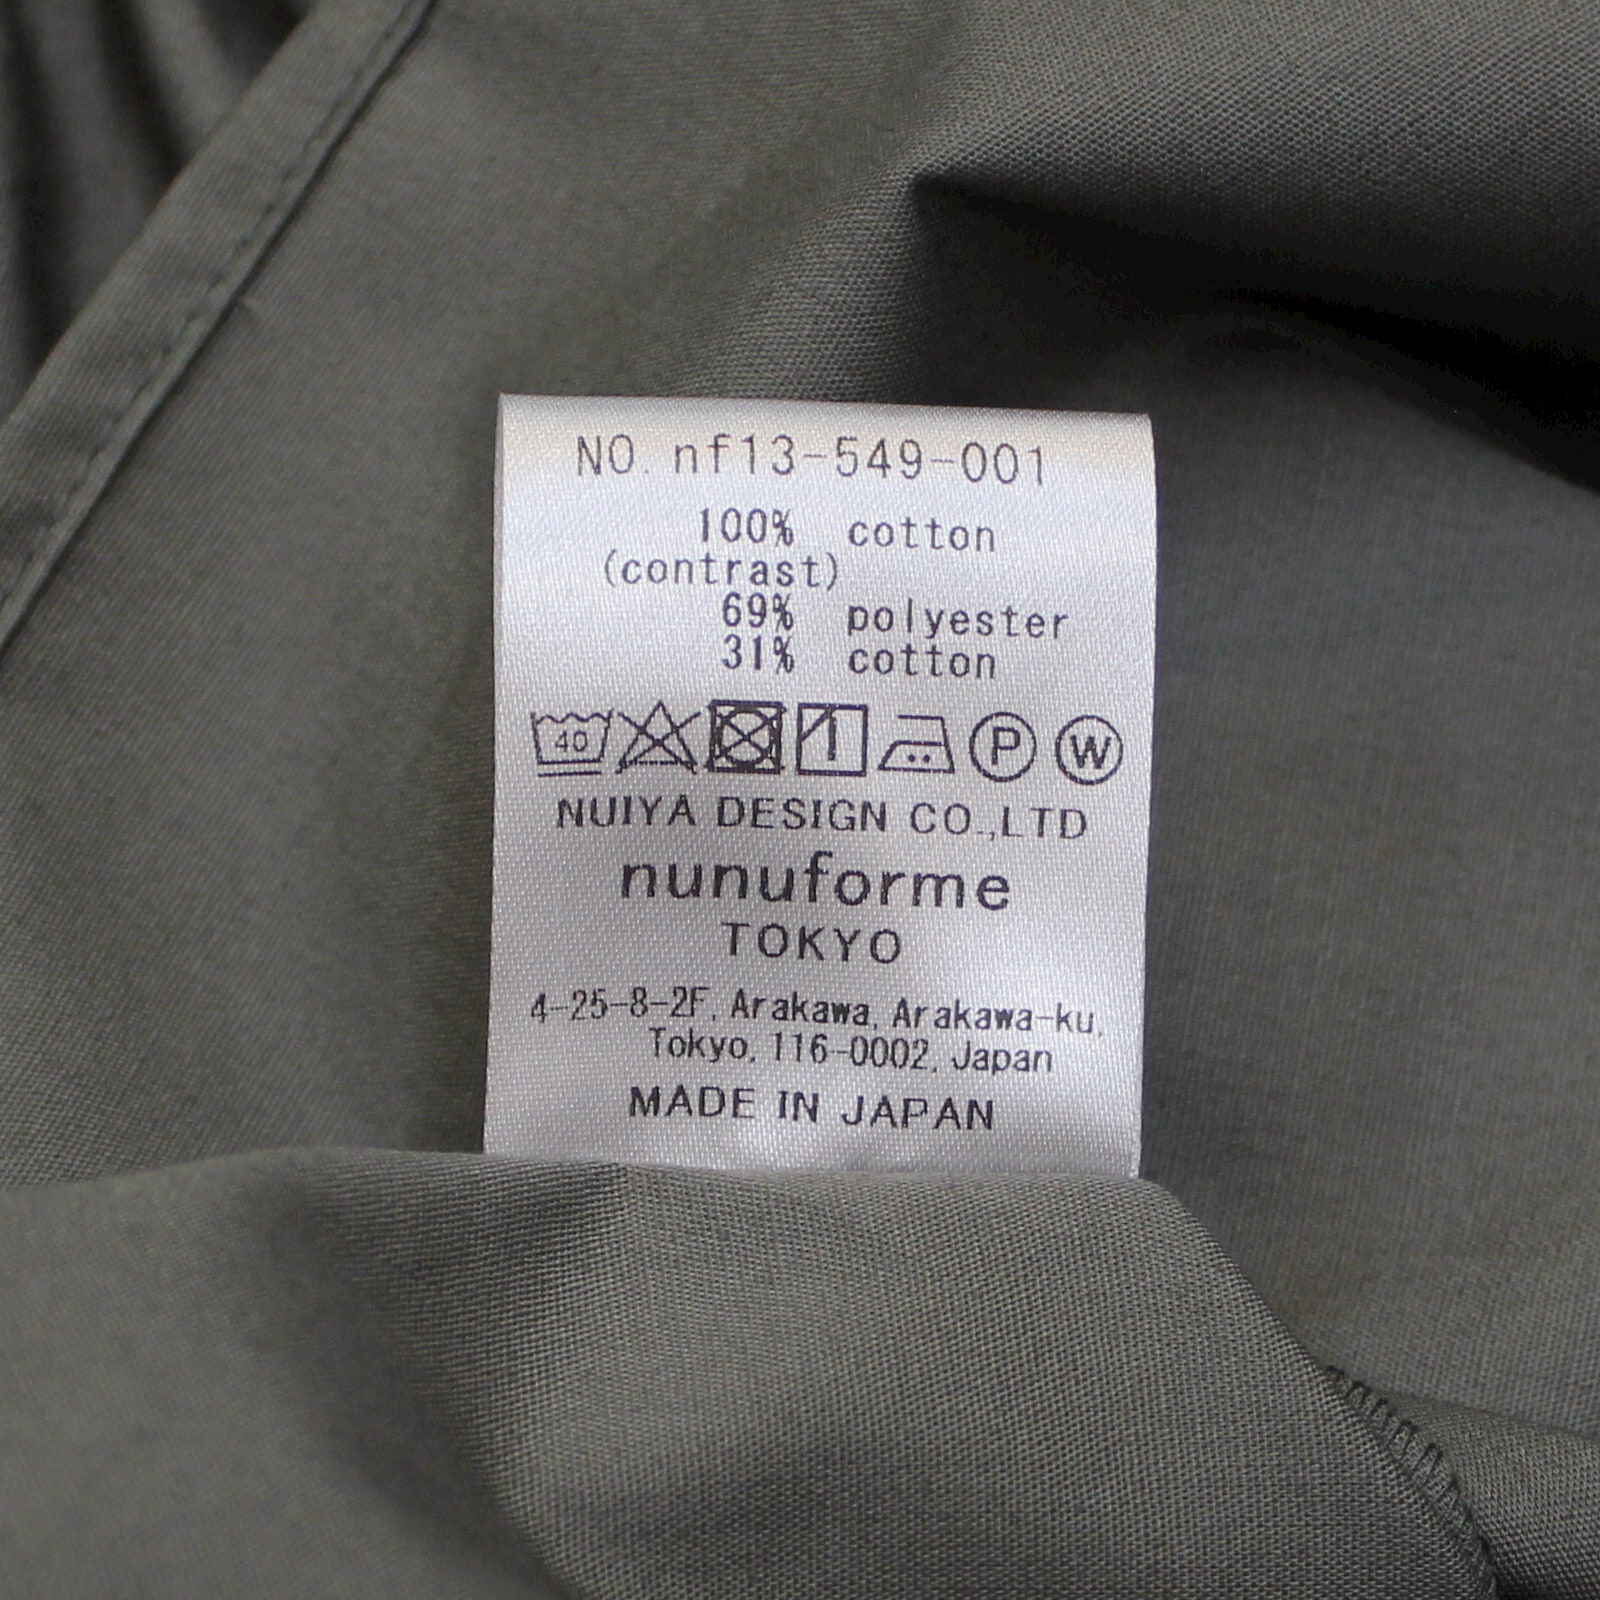 NO. nf13-549-001
100% cotton
(contrast)
69% polyester
31% cotton
40 P W
NUIYA DESIGN CO.,LTD
nunuforme
TOKYO
4-25-8-2F, Arakawa, Arakawa-ku,
Tokyo, 116-0002, Japan
MADE IN JAPAN